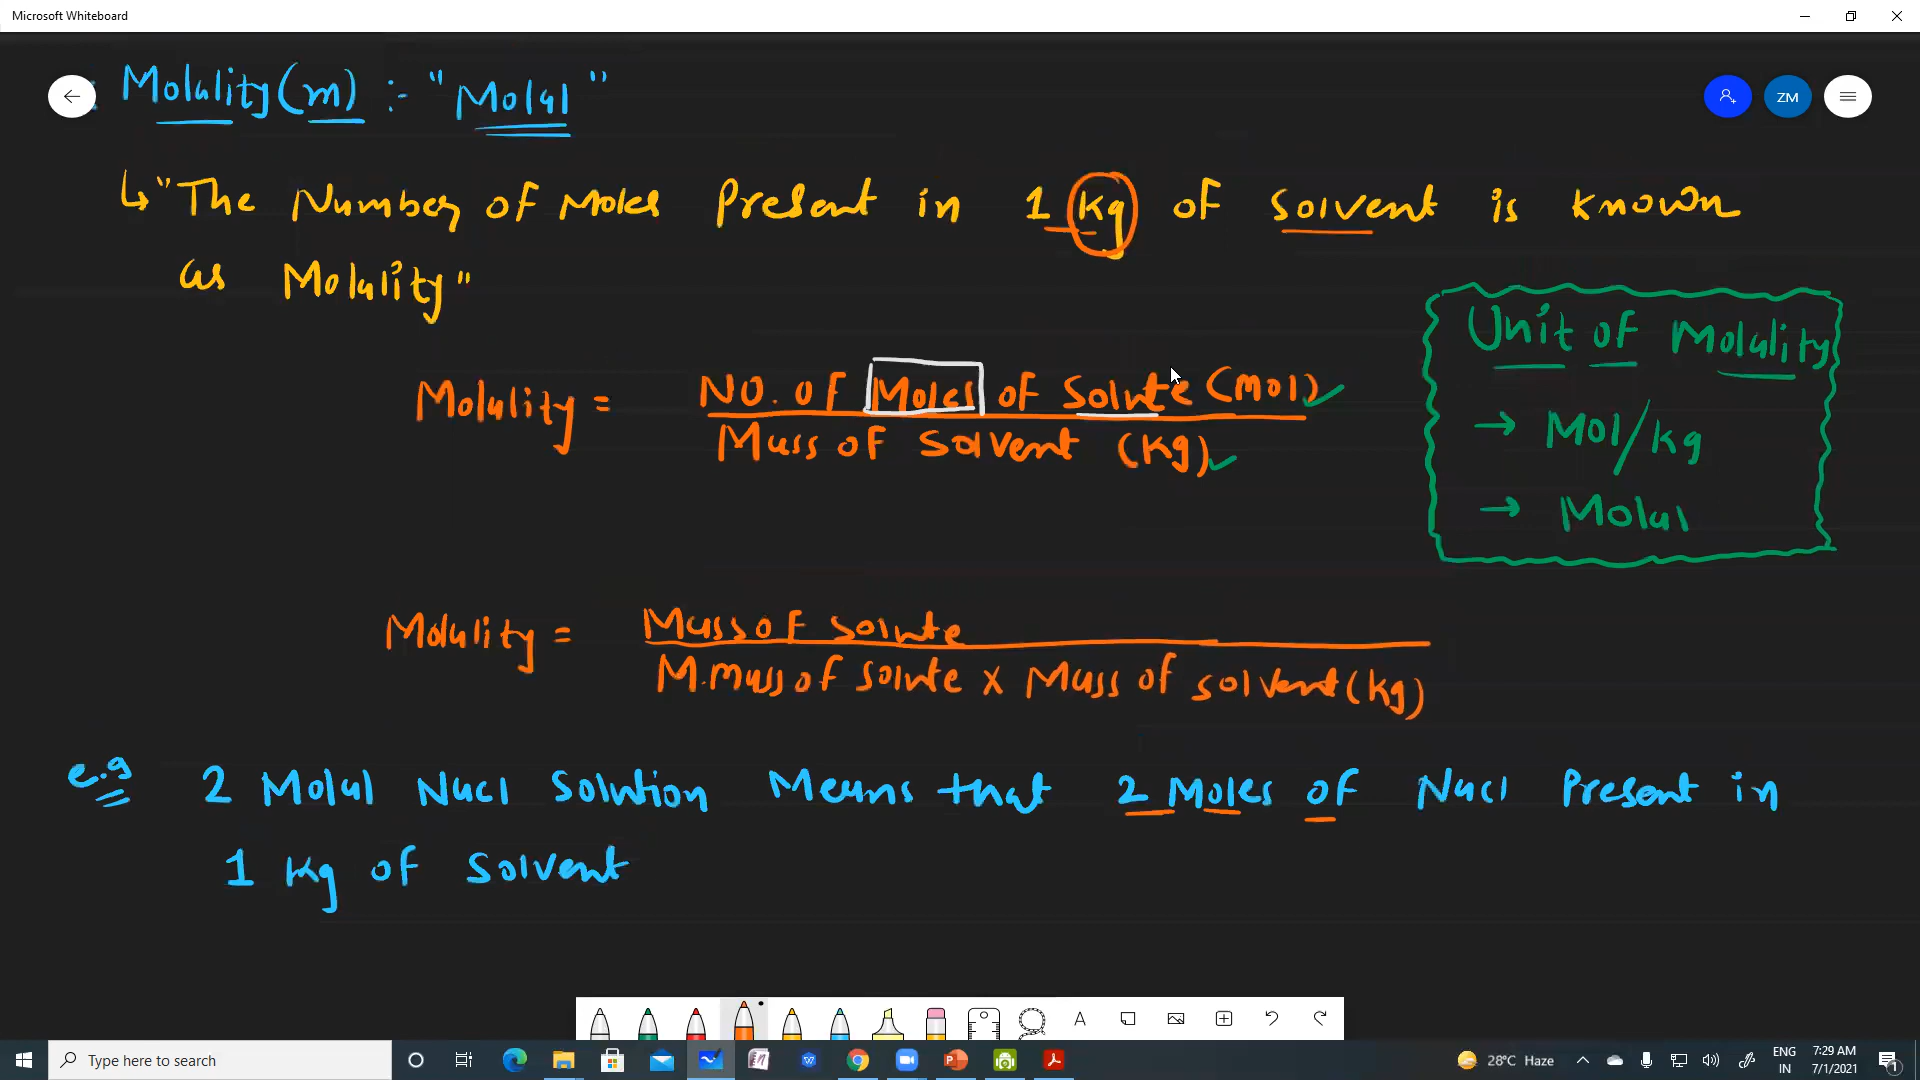 Microsoft Whiteboard
Molality (m) :- "Molal"
ZM
↳ "The Number of Moles Present in 1 kg of Solvent is known
as Molality"
Unit of Molality
→ Mol/kg
→ Molal
Molality = NO. of Moles of Solute (Mol)
Mass of Solvent (kg)
Molality = Mass of Solute
M.mass of Solute x Mass of Solvent (kg)
e.g 2 Molal Nacl Solution Means that 2 Moles of Nacl Present in
1 Kg of Solvent
A
Type here to search
28°C Haze
ENG
IN
7:29 AM
7/1/2021
1